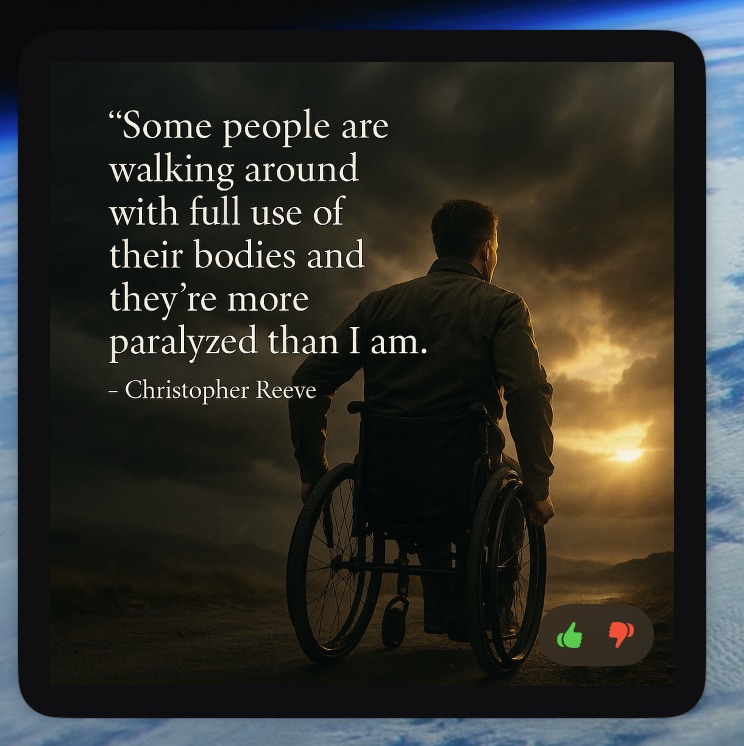 “Some people are
walking around
with full use of
their bodies and
they’re more
paralyzed than I am.
– Christopher Reeve